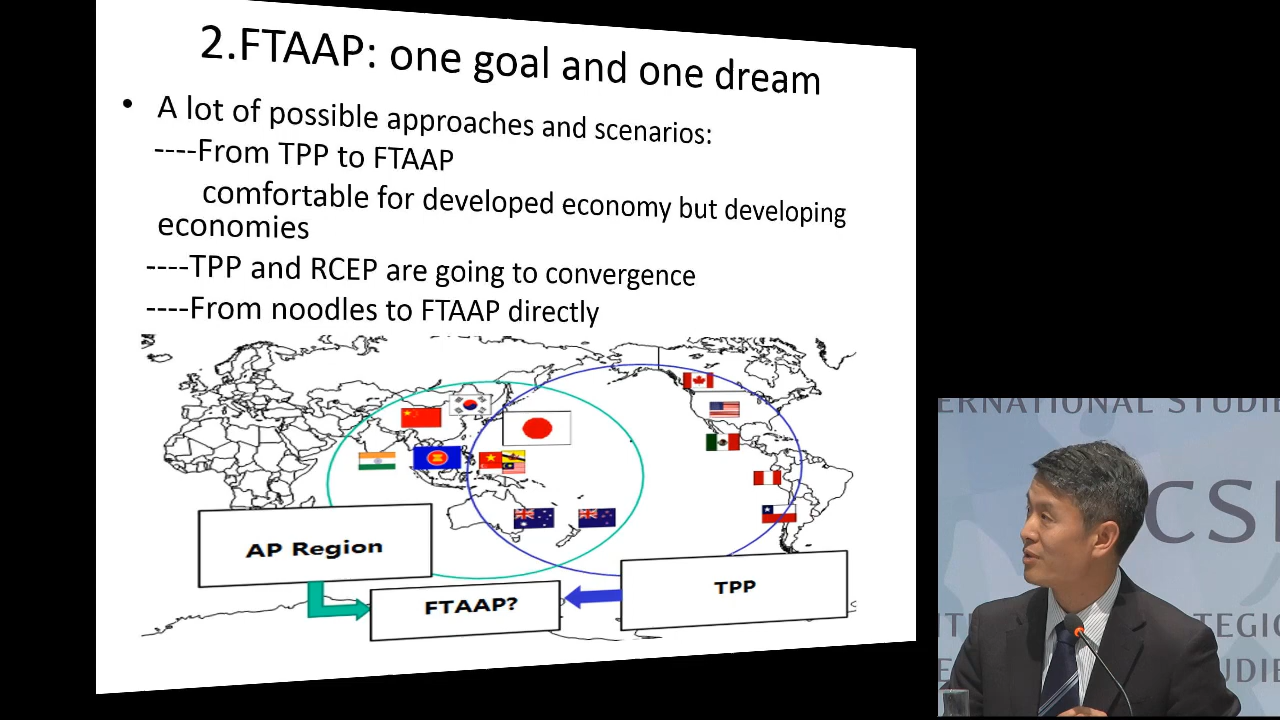 2.FTAAP: one goal and one dream
• A lot of possible approaches and scenarios:
----From TPP to FTAAP
comfortable for developed economy but developing
economies
----TPP and RCEP are going to convergence
----From noodles to FTAAP directly
AP Region
FTAAP?
TPP
ERNATIONAL STUDIE
CSI
TEGIC
UDIE